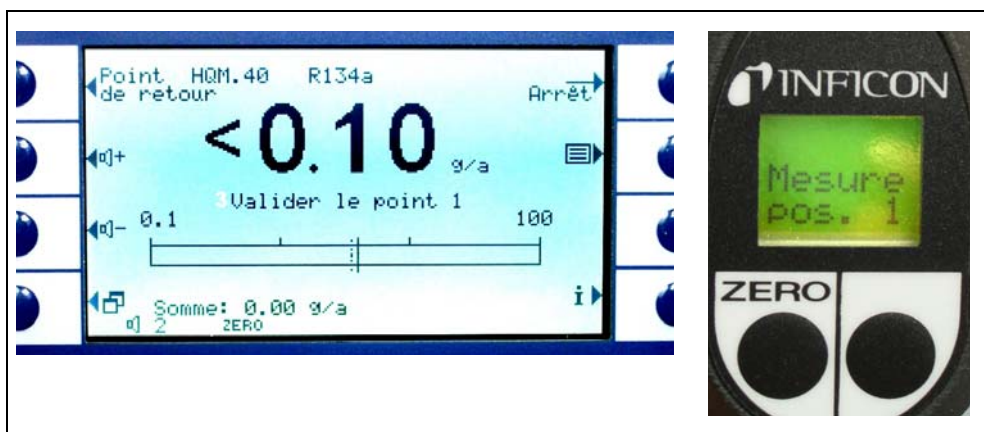 Point HQM.40 R134a
de retour
Arrêt
<0.10 g/a
+
3Valider le point 1
0.1 100
-
Somme: 0.00 g/a
i
2 ZERO
INFICON
Mesure
pos. 1
ZERO